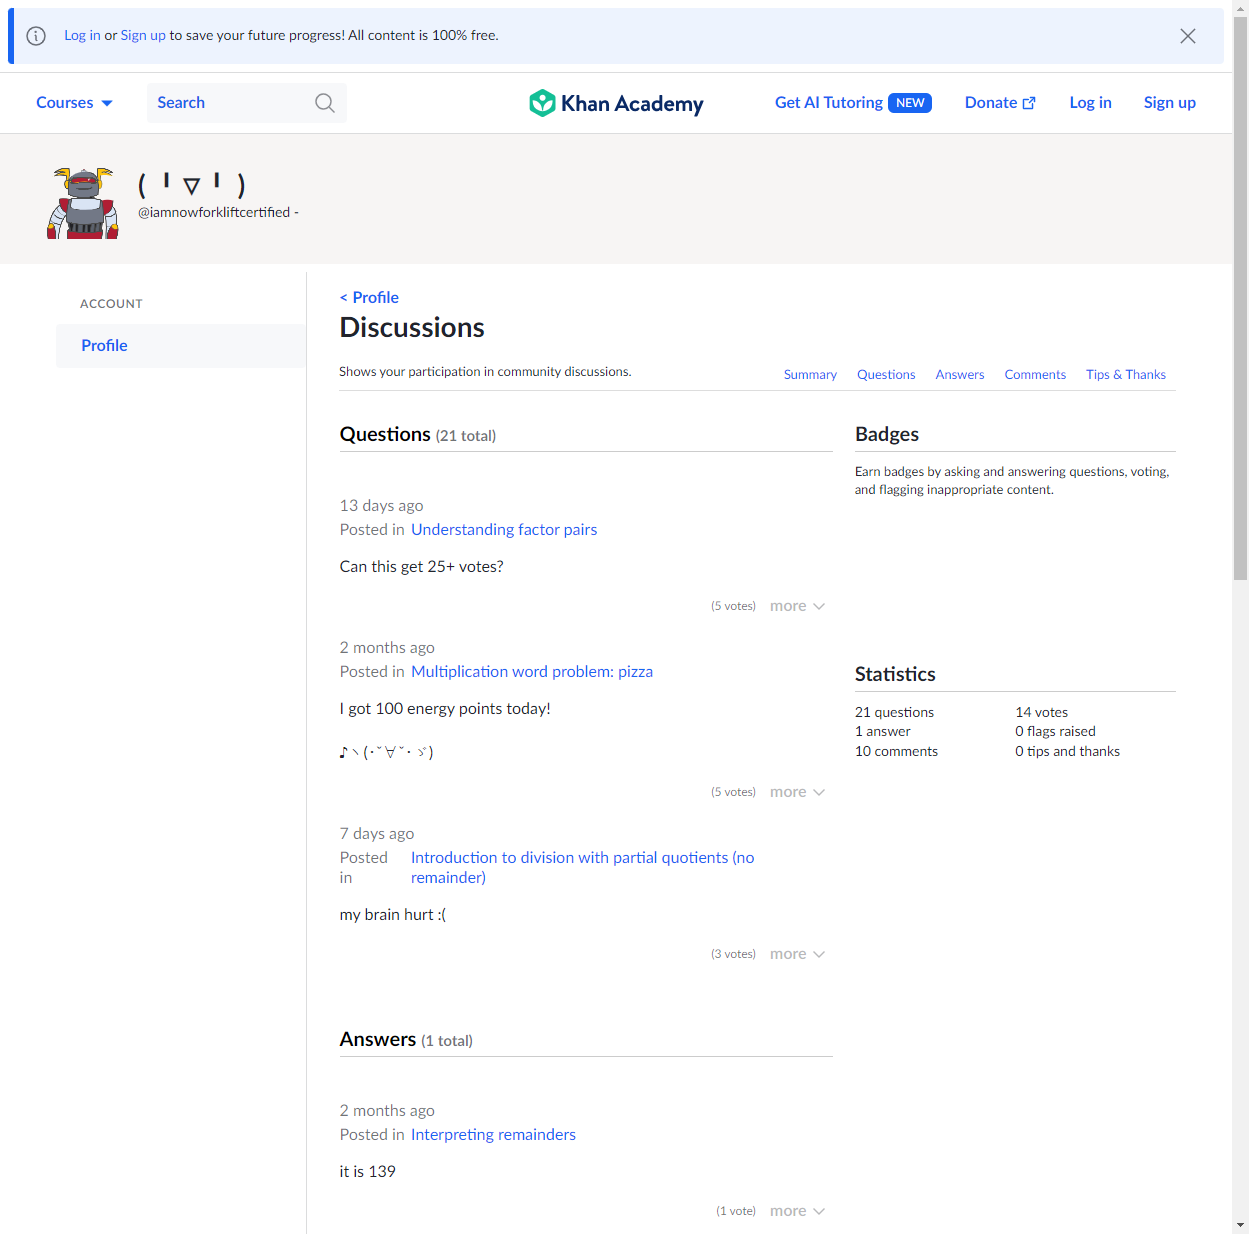 Log in or Sign up to save your future progress! All content is 100% free.
Courses
Search
Khan Academy
Get AI Tutoring NEW
Donate
Log in
Sign up
( ╹▽╹ )
@iamnowforkliftcertified -
ACCOUNT
Profile
< Profile
Discussions
Shows your participation in community discussions.
Summary Questions Answers Comments Tips & Thanks
Questions (21 total)
13 days ago
Posted in Understanding factor pairs
Can this get 25+ votes?
(5 votes) more
2 months ago
Posted in Multiplication word problem: pizza
I got 100 energy points today!
♪ヽ(･ˇ∀ˇ･ゞ)
(5 votes) more
7 days ago
Posted in Introduction to division with partial quotients (no remainder)
my brain hurt :(
(3 votes) more
Answers (1 total)
2 months ago
Posted in Interpreting remainders
it is 139
(1 vote) more
Badges
Earn badges by asking and answering questions, voting,
and flagging inappropriate content.
Statistics
21 questions
1 answer
10 comments
14 votes
0 flags raised
0 tips and thanks